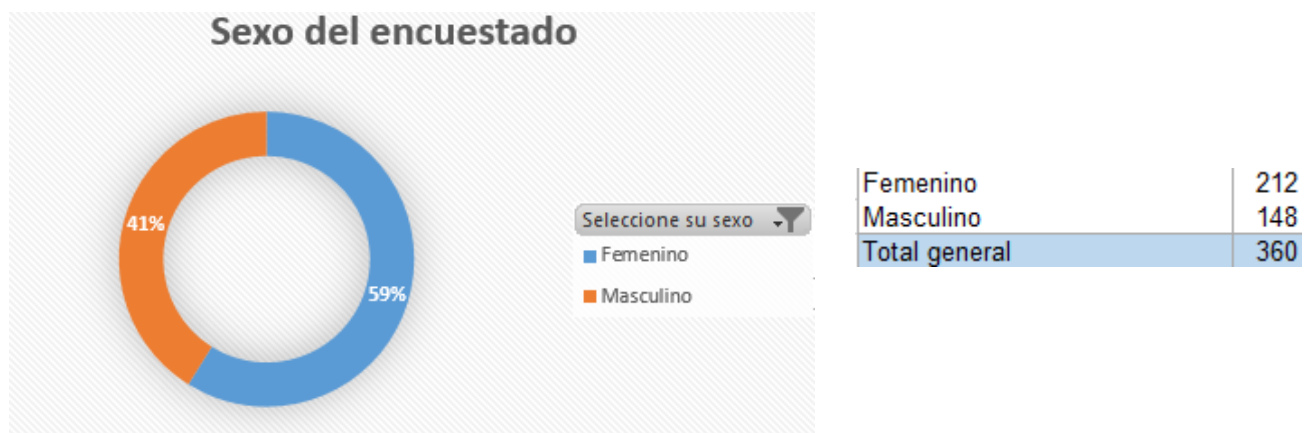 Sexo del encuestado
41%
59%
Seleccione su sexo
Femenino
Masculino
Femenino 212
Masculino 148
Total general 360